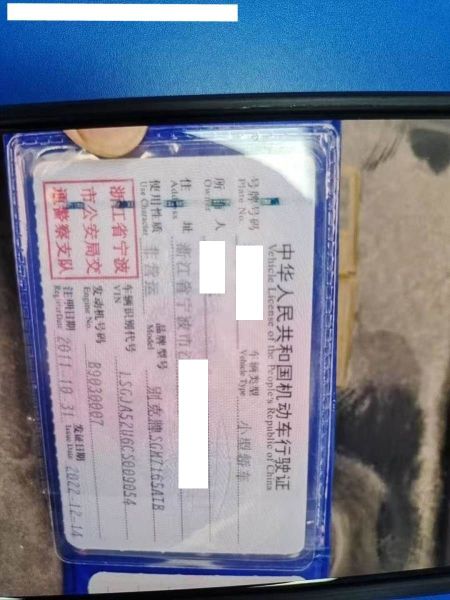 中华人民共和国机动车行驶证
Vehicle License of the People's Republic of China
号牌号码
Plate No.
车辆类型
Vehicle Type
小型轿车
所 人
Owner
住 址
Address
浙江省宁波市
使用性质
Use Character
非营运
品牌型号
Model
别克牌SGM7165ATB
车辆识别代号
VIN
LSGJA52U6CS009054
发动机号码
Engine No.
B9030007
注册日期
Register Date
2011.10.31
发证日期
Issue Date
2022.12.14
浙江省宁波
市公安局交
通警察支队